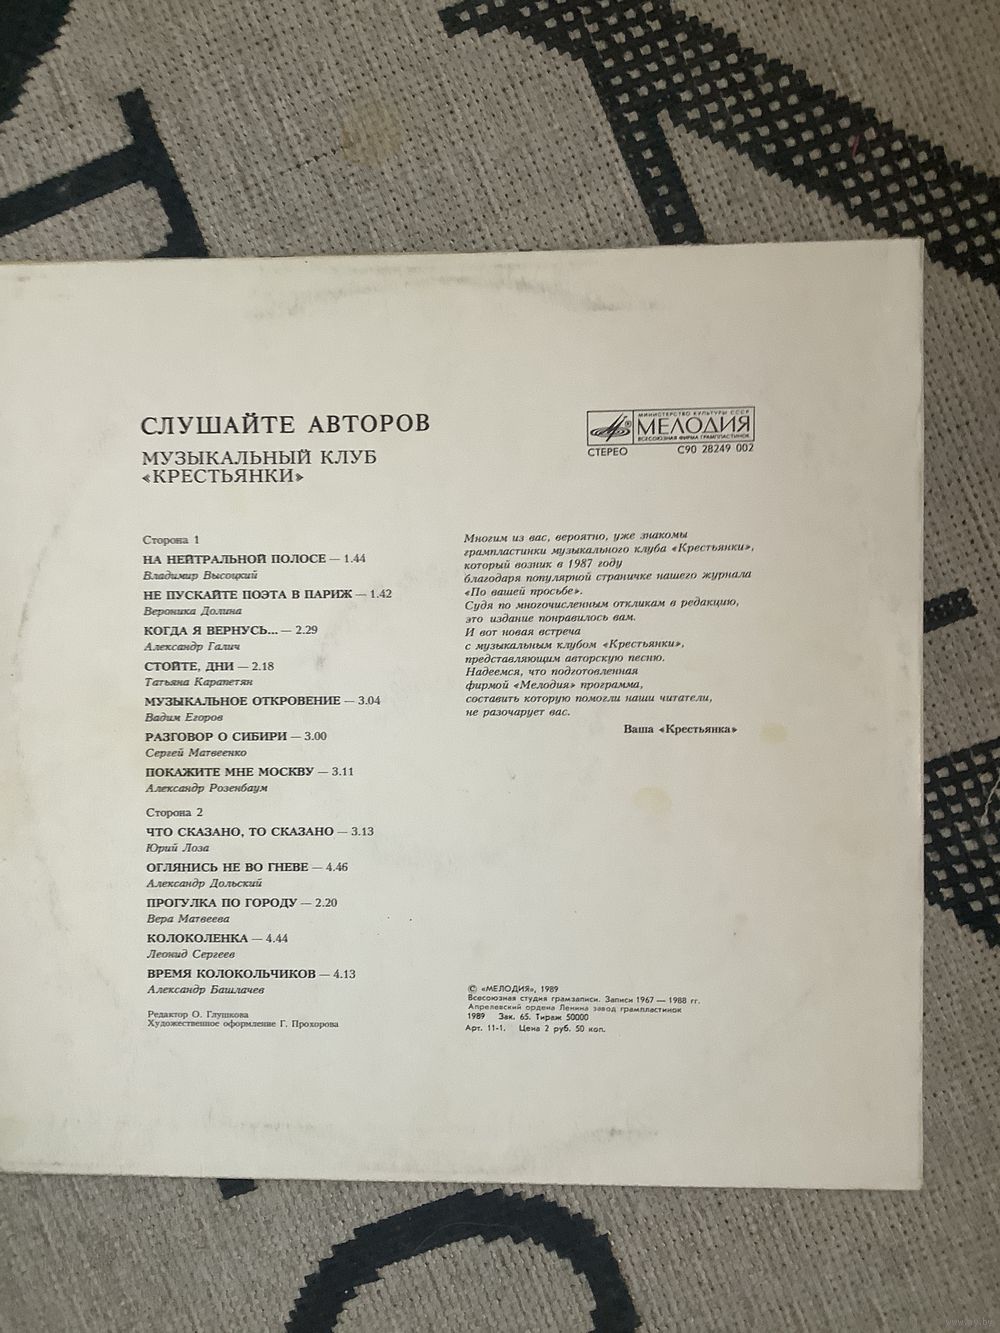 СЛУШАЙТЕ АВТОРОВ
МУЗЫКАЛЬНЫЙ КЛУБ
«КРЕСТЬЯНКИ»
МИНИСТЕРСТВО КУЛЬТУРЫ СССР
МЕЛОДИЯ
ВСЕСОЮЗНАЯ ФИРМА ГРАМПЛАСТИНОК
СТЕРЕО С90 28249 002
Сторона 1
НА НЕЙТРАЛЬНОЙ ПОЛОСЕ — 1.44
Владимир Высоцкий
НЕ ПУСКАЙТЕ ПОЭТА В ПАРИЖ — 1.42
Вероника Долина
КОГДА Я ВЕРНУСЬ... — 2.29
Александр Галич
СТОЙТЕ, ДНИ — 2.18
Татьяна Карапетян
МУЗЫКАЛЬНОЕ ОТКРОВЕНИЕ — 3.04
Вадим Егоров
РАЗГОВОР О СИБИРИ — 3.00
Сергей Матвеенко
ПОКАЖИТЕ МНЕ МОСКВУ — 3.11
Александр Розенбаум
Сторона 2
ЧТО СКАЗАНО, ТО СКАЗАНО — 3.13
Юрий Лоза
ОГЛЯНИСЬ НЕ ВО ГНЕВЕ — 4.46
Александр Дольский
ПРОГУЛКА ПО ГОРОДУ — 2.20
Вера Матвеева
КОЛОКОЛЕНКА — 4.44
Леонид Сергеев
ВРЕМЯ КОЛОКОЛЬЧИКОВ — 4.13
Александр Башлачев
Редактор О. Глушкова
Художественное оформление Г. Прохорова
Многим из вас, вероятно, уже знакомы
грампластинки музыкального клуба «Крестьянки»,
который возник в 1987 году
благодаря популярной страничке нашего журнала
«По вашей просьбе».
Судя по многочисленным откликам в редакцию,
это издание понравилось вам.
И вот новая встреча
с музыкальным клубом «Крестьянки»,
представляющим авторскую песню.
Надеемся, что подготовленная
фирмой «Мелодия» программа,
составить которую помогли наши читатели,
не разочарует вас.
Ваша «Крестьянка»
© «МЕЛОДИЯ», 1989
Всесоюзная студия грамзаписи. Записи 1967 — 1988 гг.
Апрелевский ордена Ленина завод грампластинок
1989 Зак. 65. Тираж 50000
Арт. 11-1. Цена 2 руб. 50 коп.
www.ay.by